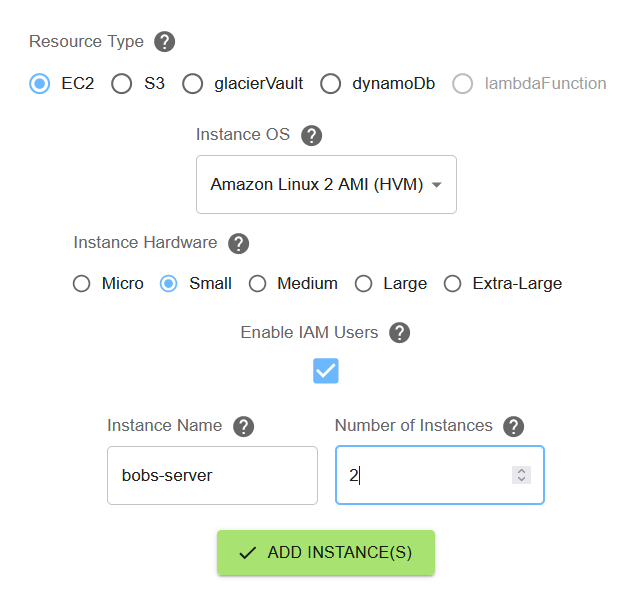 Resource Type ?
EC2 S3 glacierVault dynamoDb lambdaFunction
Instance OS ?
Amazon Linux 2 AMI (HVM)
Instance Hardware ?
Micro Small Medium Large Extra-Large
Enable IAM Users ?
Instance Name ? Number of Instances ?
bobs-server 2
ADD INSTANCE(S)